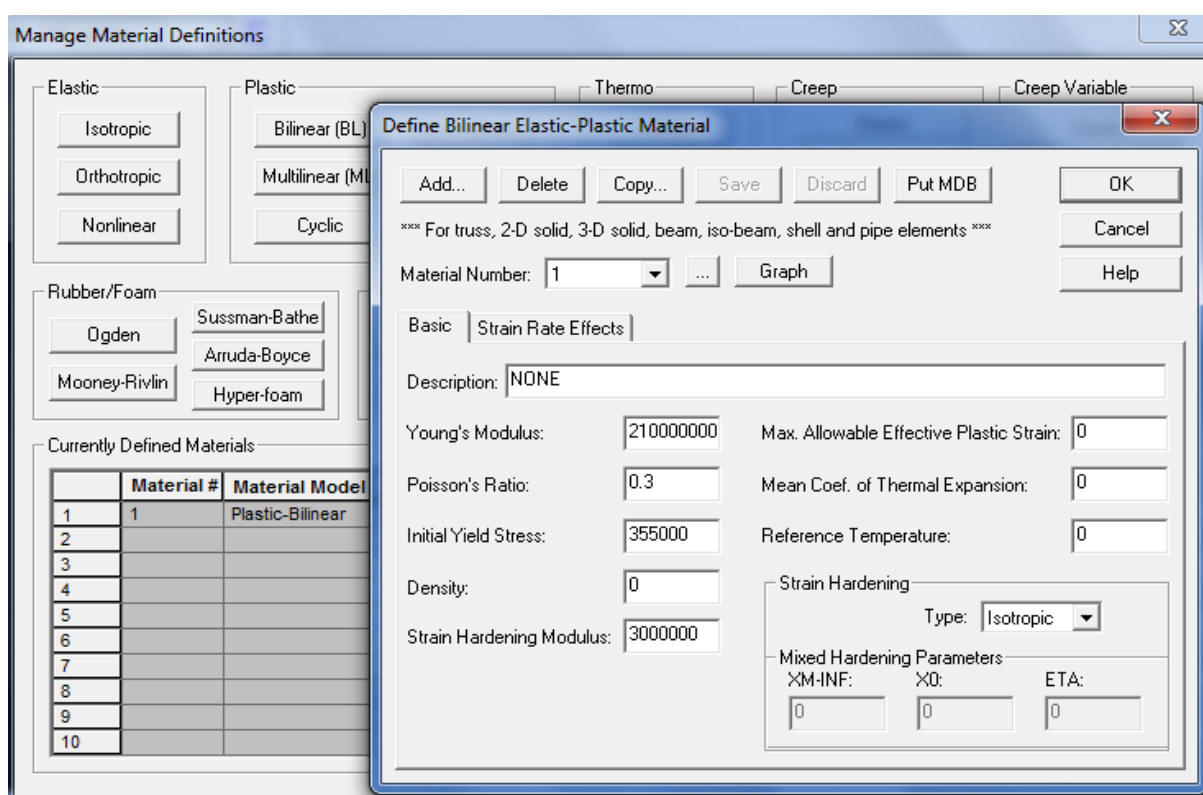 Manage Material Definitions
Elastic
Plastic
Thermo
Creep
Creep Variable
Isotropic
Bilinear (BL)
Orthotropic
Multilinear (ML
Nonlinear
Cyclic
Rubber/Foam
Ogden
Sussman-Bathe
Arruda-Boyce
Mooney-Rivlin
Hyper-foam
Currently Defined Materials
Material # Material Model
1 1 Plastic-Bilinear
2
3
4
5
6
7
8
9
10
Define Bilinear Elastic-Plastic Material
Add... Delete Copy... Save Discard Put MDB OK
*** For truss, 2-D solid, 3-D solid, beam, iso-beam, shell and pipe elements *** Cancel
Material Number: 1 ... Graph Help
Basic Strain Rate Effects
Description: NONE
Young's Modulus: 210000000 Max. Allowable Effective Plastic Strain: 0
Poisson's Ratio: 0.3 Mean Coef. of Thermal Expansion: 0
Initial Yield Stress: 355000 Reference Temperature: 0
Density: 0
Strain Hardening Modulus: 3000000
Strain Hardening
Type: Isotropic
Mixed Hardening Parameters
XM-INF: X0: ETA:
0 0 0